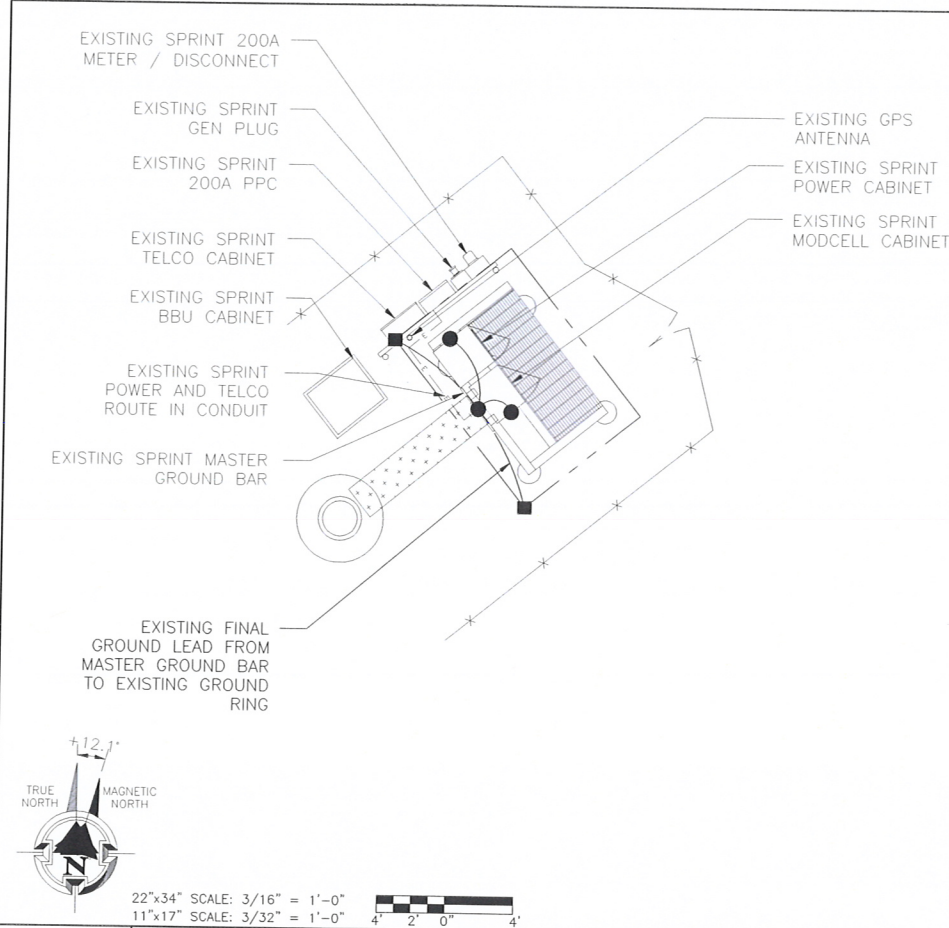 EXISTING SPRINT 200A
METER / DISCONNECT
EXISTING SPRINT
GEN PLUG
EXISTING SPRINT
200A PPC
EXISTING SPRINT
TELCO CABINET
EXISTING SPRINT
BBU CABINET
EXISTING SPRINT
POWER AND TELCO
ROUTE IN CONDUIT
EXISTING SPRINT MASTER
GROUND BAR
EXISTING FINAL
GROUND LEAD FROM
MASTER GROUND BAR
TO EXISTING GROUND
RING
EXISTING GPS
ANTENNA
EXISTING SPRINT
POWER CABINET
EXISTING SPRINT
MODCELL CABINET
+12.1°
TRUE
NORTH
MAGNETIC
NORTH
N
22"x34" SCALE: 3/16" = 1'-0"
11"x17" SCALE: 3/32" = 1'-0"
4' 2' 0" 4'